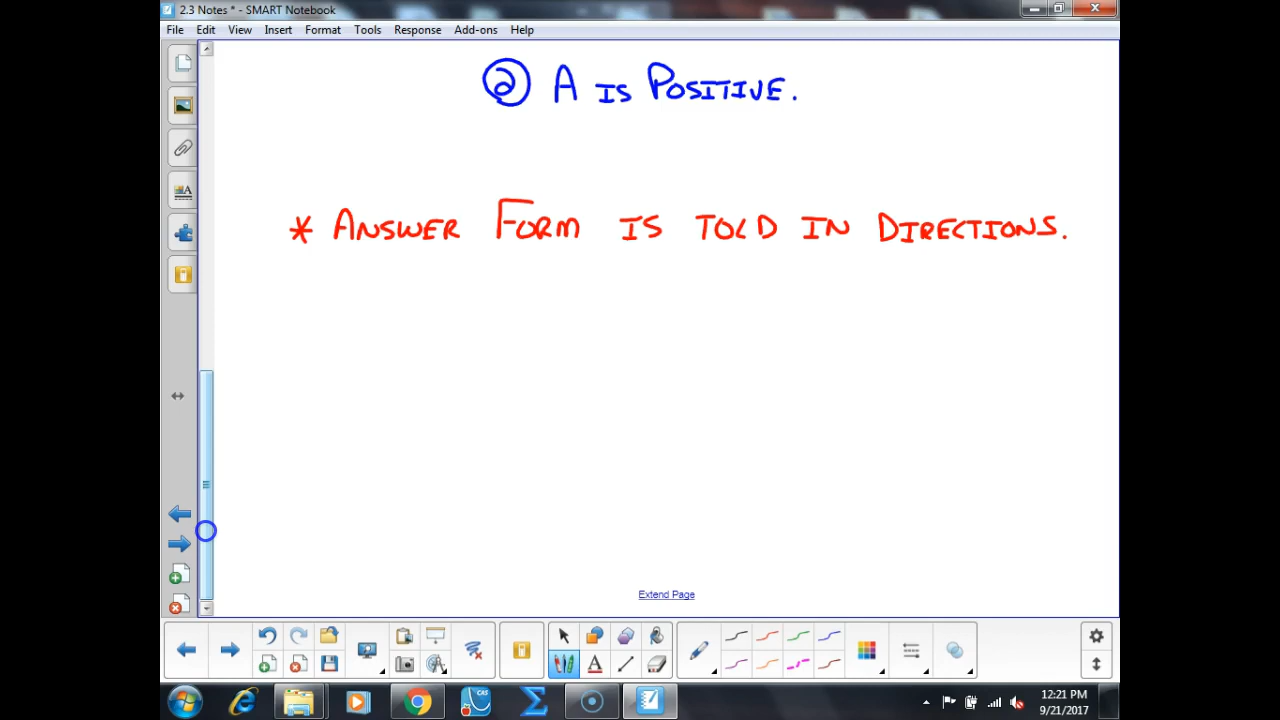 2.3 Notes * - SMART Notebook
File Edit View Insert Format Tools Response Add-ons Help
② A IS POSITIVE.
* ANSWER FORM IS TOLD IN DIRECTIONS.
Extend Page
12:21 PM
9/21/2017